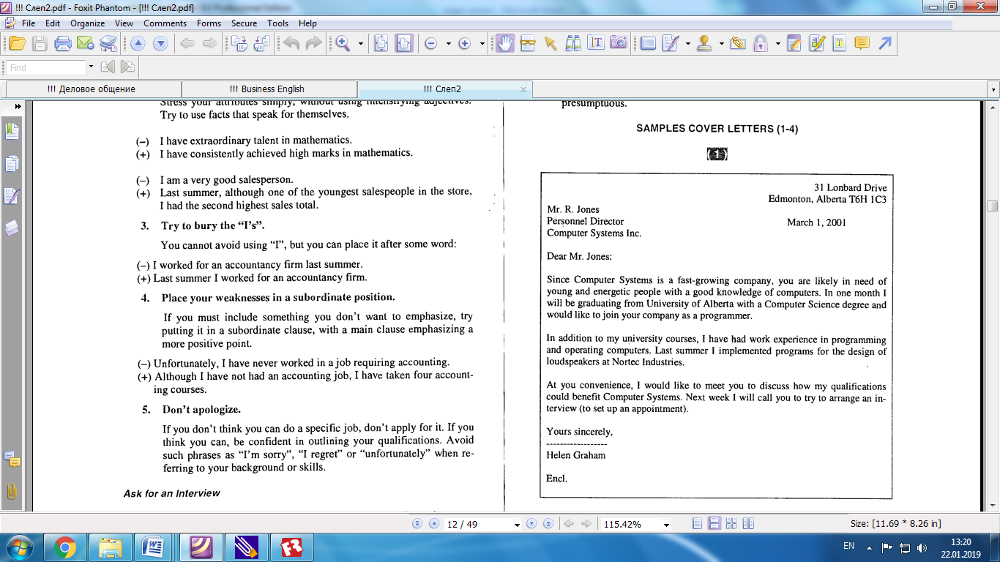 !!! Слеп2.pdf - Foxit Phantom - [!!! Слеп2.pdf]
File Edit Organize View Comments Forms Secure Tools Help
Find
!!! Деловое общение
!!! Business English
!!! Слеп2
Stress your attributes simply, without using intensifying adjectives.
Try to use facts that speak for themselves.
(–) I have extraordinary talent in mathematics.
(+) I have consistently achieved high marks in mathematics.
(–) I am a very good salesperson.
(+) Last summer, although one of the youngest salespeople in the store,
I had the second highest sales total.
3. Try to bury the “I’s”.
You cannot avoid using “I”, but you can place it after some word:
(–) I worked for an accountancy firm last summer.
(+) Last summer I worked for an accountancy firm.
4. Place your weaknesses in a subordinate position.
If you must include something you don’t want to emphasize, try
putting it in a subordinate clause, with a main clause emphasizing a
more positive point.
(–) Unfortunately, I have never worked in a job requiring accounting.
(+) Although I have not had an accounting job, I have taken four account-
ing courses.
5. Don’t apologize.
If you don’t think you can do a specific job, don’t apply for it. If you
think you can, be confident in outlining your qualifications. Avoid
such phrases as “I’m sorry”, “I regret” or “unfortunately” when re-
ferring to your background or skills.
Ask for an Interview
presumptuous.
SAMPLES COVER LETTERS (1-4)
(1)
31 Lonbard Drive
Edmonton, Alberta T6H 1C3
Mr. R. Jones
Personnel Director
March 1, 2001
Computer Systems Inc.
Dear Mr. Jones:
Since Computer Systems is a fast-growing company, you are likely in need of
young and energetic people with a good knowledge of computers. In one month I
will be graduating from University of Alberta with a Computer Science degree and
would like to join your company as a programmer.
In addition to my university courses, I have had work experience in programming
and operating computers. Last summer I implemented programs for the design of
loudspeakers at Nortec Industries.
At you convenience, I would like to meet you to discuss how my qualifications
could benefit Computer Systems. Next week I will call you to try to arrange an in-
terview (to set up an appointment).
Yours sincerely,
------------------
Helen Graham
Encl.
12 / 49
115.42%
Size: [11.69 * 8.26 in]
EN
13:20
22.01.2019